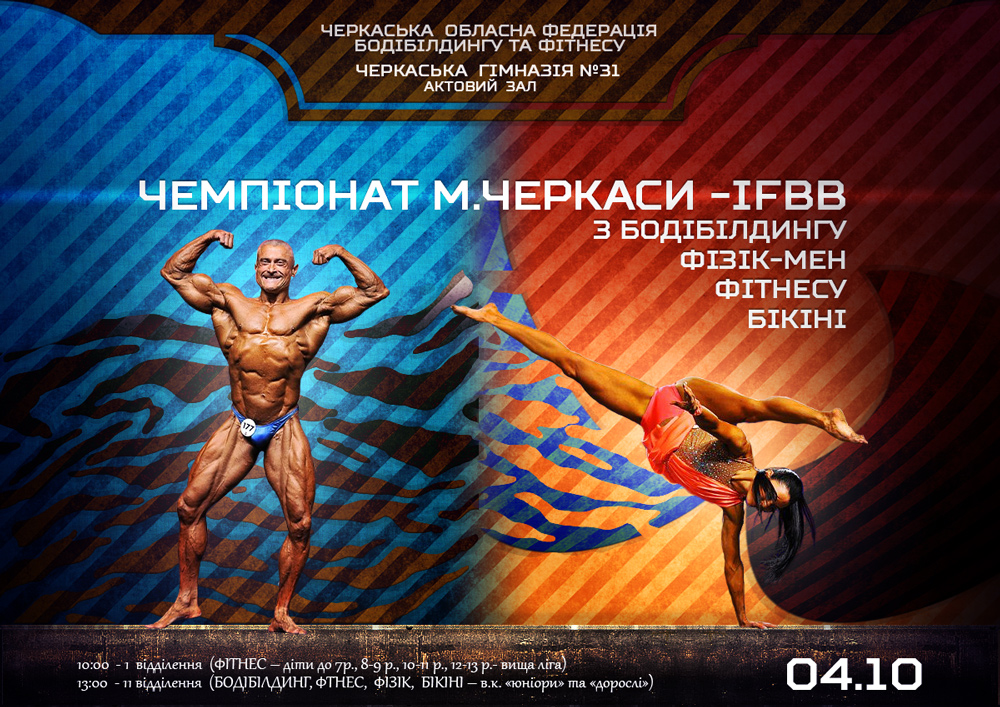 ЧЕРКАСЬКА ОБЛАСНА ФЕДЕРАЦІЯ
БОДІБІЛДИНГУ ТА ФІТНЕСУ
ЧЕРКАСЬКА ГІМНАЗІЯ №31
АКТОВИЙ ЗАЛ
ЧЕМПІОНАТ М.ЧЕРКАСИ -IFBB
З БОДІБІЛДИНГУ
ФІЗІК-МЕН
ФІТНЕСУ
БІКІНІ
177
10:00 - 1 відділення (ФІТНЕС – діти до 7р., 8-9 р., 10-11 р., 12-13 р.- вища ліга)
13:00 - 11 відділення (БОДІБІЛДИНГ, ФТНЕС, ФІЗІК, БІКІНІ – в.к. «юніори» та «дорослі»)
04.10